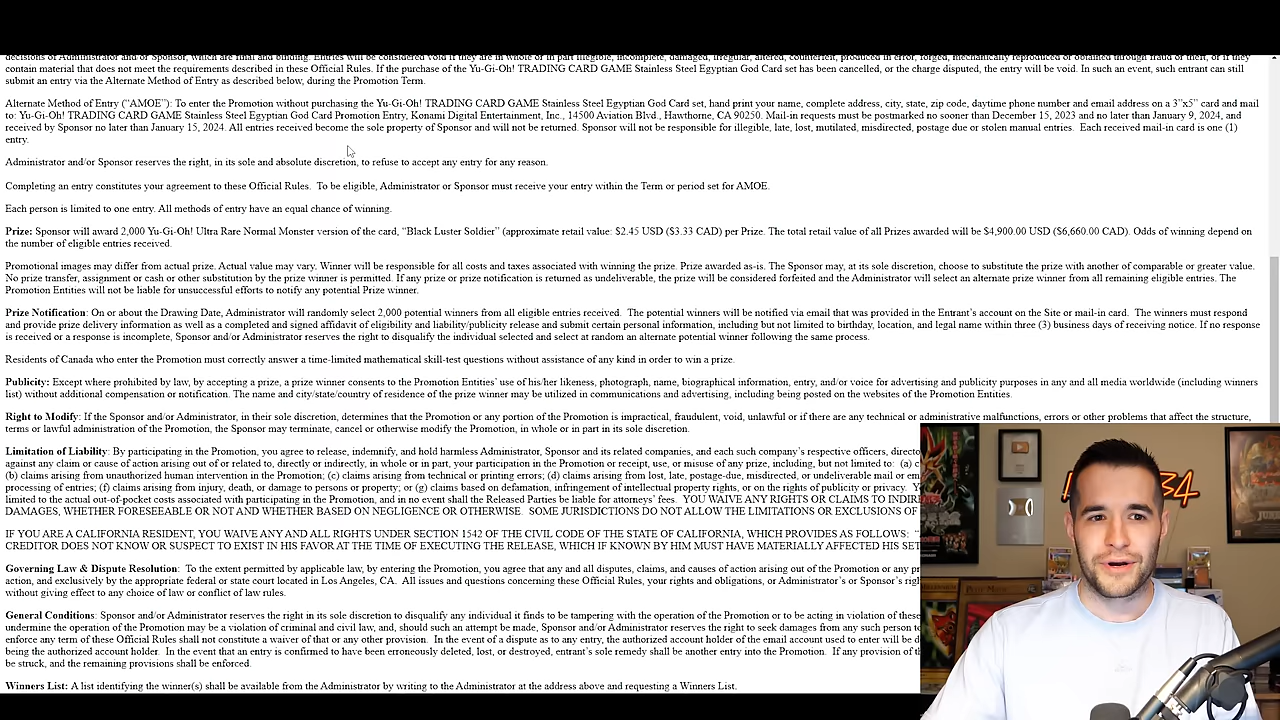 decisions of Administrator and/or Sponsor, which are final and binding. Entries will be considered void if they are in whole or in part illegible, incomplete, damaged, irregular, altered, counterfeit, produced in error, forged, mechanically reproduced or obtained through fraud or theft, or if they
contain material that does not meet the requirements described in these Official Rules. If the purchase of the Yu-Gi-Oh! TRADING CARD GAME Stainless Steel Egyptian God Card set has been cancelled, or the charge disputed, the entry will be void. In such an event, such entrant can still
submit an entry via the Alternate Method of Entry as described below, during the Promotion Term.
Alternate Method of Entry ("AMOE"): To enter the Promotion without purchasing the Yu-Gi-Oh! TRADING CARD GAME Stainless Steel Egyptian God Card set, hand print your name, complete address, city, state, zip code, daytime phone number and email address on a 3"x5" card and mail
to: Yu-Gi-Oh! TRADING CARD GAME Stainless Steel Egyptian God Card Promotion Entry, Konami Digital Entertainment, Inc., 14500 Aviation Blvd., Hawthorne, CA 90250. Mail-in requests must be postmarked no sooner than December 15, 2023 and no later than January 9, 2024, and
received by Sponsor no later than January 15, 2024. All entries received become the sole property of Sponsor and will not be returned. Sponsor will not be responsible for illegible, late, lost, mutilated, misdirected, postage due or stolen manual entries. Each received mail-in card is one (1)
entry.
Administrator and/or Sponsor reserves the right, in its sole and absolute discretion, to refuse to accept any entry for any reason.
Completing an entry constitutes your agreement to these Official Rules. To be eligible, Administrator or Sponsor must receive your entry within the Term or period set for AMOE.
Each person is limited to one entry. All methods of entry have an equal chance of winning.
Prize: Sponsor will award 2,000 Yu-Gi-Oh! Ultra Rare Normal Monster version of the card, "Black Luster Soldier" (approximate retail value: $2.45 USD ($3.33 CAD) per Prize. The total retail value of all Prizes awarded will be $4,900.00 USD ($6,660.00 CAD). Odds of winning depend on
the number of eligible entries received.
Promotional images may differ from actual prize. Actual value may vary. Winner will be responsible for all costs and taxes associated with winning the prize. Prize awarded as-is. The Sponsor may, at its sole discretion, choose to substitute the prize with another of comparable or greater value.
No prize transfer, assignment or cash or other substitution by the prize winner is permitted. If any prize or prize notification is returned as undeliverable, the prize will be considered forfeited and the Administrator will select an alternate prize winner from all remaining eligible entries. The
Promotion Entities will not be liable for unsuccessful efforts to notify any potential Prize winner.
Prize Notification: On or about the Drawing Date, Administrator will randomly select 2,000 potential winners from all eligible entries received. The potential winners will be notified via email that was provided in the Entrant's account on the Site or mail-in card. The winners must respond
and provide prize delivery information as well as a completed and signed affidavit of eligibility and liability/publicity release and submit certain personal information, including but not limited to birthday, location, and legal name within three (3) business days of receiving notice. If no response
is received or a response is incomplete, Sponsor and/or Administrator reserves the right to disqualify the individual selected and select at random an alternate potential winner following the same process.
Residents of Canada who enter the Promotion must correctly answer a time-limited mathematical skill-test questions without assistance of any kind in order to win a prize.
Publicity: Except where prohibited by law, by accepting a prize, a prize winner consents to the Promotion Entities' use of his/her likeness, photograph, name, biographical information, entry, and/or voice for advertising and publicity purposes in any and all media worldwide (including winners
list) without additional compensation or notification. The name and city/state/country of residence of the prize winner may be utilized in communications and advertising, including being posted on the websites of the Promotion Entities.
Right to Modify: If the Sponsor and/or Administrator, in their sole discretion, determines that the Promotion or any portion of the Promotion is impractical, fraudulent, void, unlawful or if there are any technical or administrative malfunctions, errors or other problems that affect the structure,
terms or lawful administration of the Promotion, the Sponsor may terminate, cancel or otherwise modify the Promotion, in whole or in part in its sole discretion.
Limitation of Liability: By participating in the Promotion, you agree to release, indemnify, and hold harmless Administrator, Sponsor and its related companies, and each such company's respective officers, directo
against any claim or cause of action arising out of or related to, directly or indirectly, in whole or in part, your participation in the Promotion or receipt, use, or misuse of any prize, including, but not limited to: (a) c
(b) claims arising from unauthorized human intervention in the Promotion; (c) claims arising from technical or printing errors; (d) claims arising from lost, late, postage-due, misdirected, or undeliverable mail or em
processing of entries; (f) claims arising from injury, death, or damage to persons or property; or (g) claims based on defamation, infringement of intellectual property rights, or on the rights of publicity or privacy. Y
limited to the actual out-of-pocket costs associated with participating in the Promotion, and in no event shall the Released Parties be liable for attorneys' fees. YOU WAIVE ANY RIGHTS OR CLAIMS TO INDIRE
DAMAGES, WHETHER FORESEEABLE OR NOT AND WHETHER BASED ON NEGLIGENCE OR OTHERWISE. SOME JURISDICTIONS DO NOT ALLOW THE LIMITATIONS OR EXCLUSIONS OF
IF YOU ARE A CALIFORNIA RESIDENT, YOU WAIVE ANY AND ALL RIGHTS UNDER SECTION 1542 OF THE CIVIL CODE OF THE STATE OF CALIFORNIA, WHICH PROVIDES AS FOLLOWS: "
CREDITOR DOES NOT KNOW OR SUSPECT TO EXIST IN HIS FAVOR AT THE TIME OF EXECUTING THE RELEASE, WHICH IF KNOWN BY HIM MUST HAVE MATERIALLY AFFECTED HIS SET
Governing Law & Dispute Resolution: To the extent permitted by applicable law, by entering the Promotion, you agree that any and all disputes, claims, and causes of action arising out of the Promotion or any pr
action, and exclusively by the appropriate federal or state court located in Los Angeles, CA. All issues and questions concerning these Official Rules, your rights and obligations, or Administrator's or Sponsor's righ
without giving effect to any choice of law or conflict of law rules.
General Conditions: Sponsor and/or Administrator reserves the right in its sole discretion to disqualify any individual it finds to be tampering with the operation of the Promotion or to be acting in violation of these
undermine the operation of the Promotion may be a violation of criminal and civil law, and, should such an attempt be made, Sponsor and/or Administrator reserves the right to seek damages from any such person to
enforce any term of these Official Rules shall not constitute a waiver of that or any other provision. In the event of a dispute as to any entry, the authorized account holder of the email account used to enter will be d
being the authorized account holder. In the event that an entry is confirmed to have been erroneously deleted, lost, or destroyed, entrant's sole remedy shall be another entry into the Promotion. If any provision of t
be struck, and the remaining provisions shall be enforced.
Winners List: A list identifying the winner(s) shall be available from the Administrator by writing to the Administrator at the address above and requesting a Winners List.